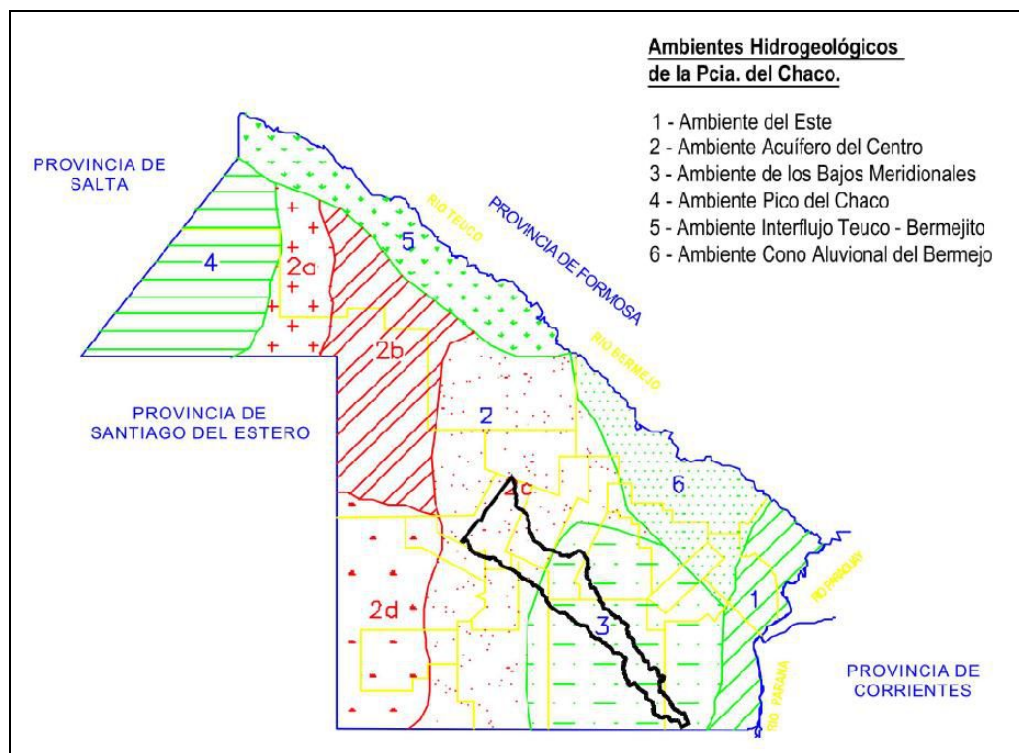 Ambientes Hidrogeológicos
de la Pcia. del Chaco.
1 - Ambiente del Este
2 - Ambiente Acuífero del Centro
3 - Ambiente de los Bajos Meridionales
4 - Ambiente Pico del Chaco
5 - Ambiente Interflujo Teuco - Bermejito
6 - Ambiente Cono Aluvional del Bermejo
PROVINCIA DE
SALTA
RIO TEUCO
PROVINCIA DE FORMOSA
5
4
2a
2b
RIO BERMEJO
PROVINCIA DE
SANTIAGO DEL ESTERO
2
2c
6
RIO PARAGUAY
1
2d
3
PROVINCIA DE
CORRIENTES
RIO PARANA